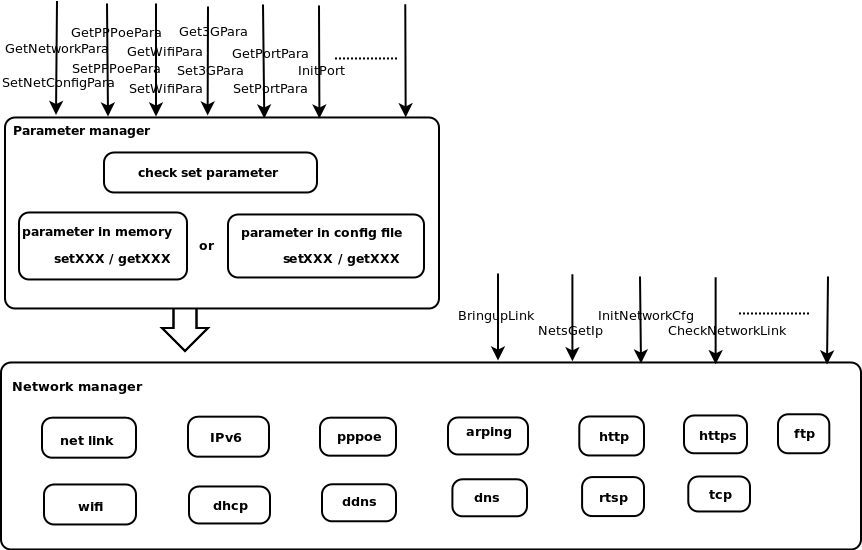 GetNetworkPara
SetNetConfigPara
GetPPPoePara
SetPPPoePara
GetWifiPara
SetWifiPara
Get3GPara
Set3GPara
GetPortPara
SetPortPara
InitPort
Parameter manager
check set parameter
parameter in memory
setXXX / getXXX
or
parameter in config file
setXXX / getXXX
BringupLink
NetsGetIp
InitNetworkCfg
CheckNetworkLink
Network manager
net link
IPv6
pppoe
arping
http
https
ftp
wifi
dhcp
ddns
dns
rtsp
tcp